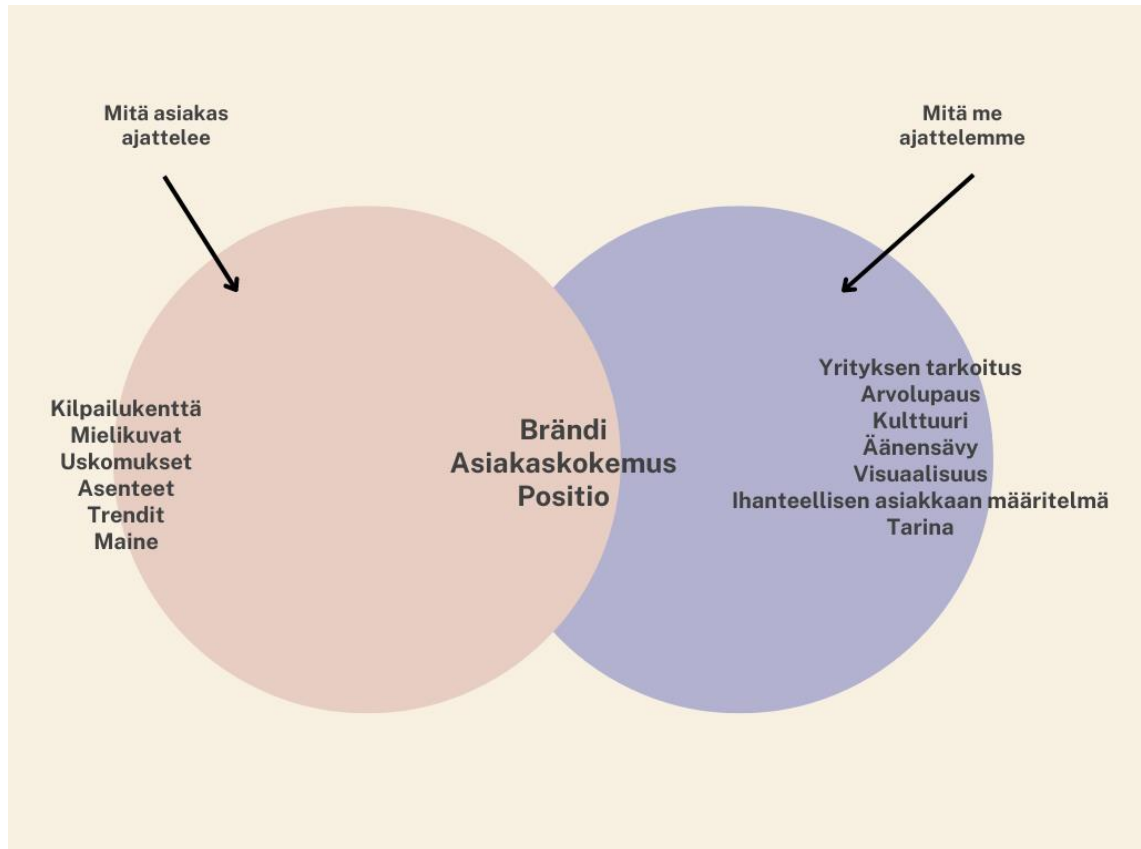 Mitä asiakas
ajattelee
Mitä me
ajattelemme
Kilpailukenttä
Mielikuvat
Uskomukset
Asenteet
Trendit
Maine
Brändi
Asiakaskokemus
Positio
Yrityksen tarkoitus
Arvolupaus
Kulttuuri
Äänensävy
Visuaalisuus
Ihanteellisen asiakkaan määritelmä
Tarina